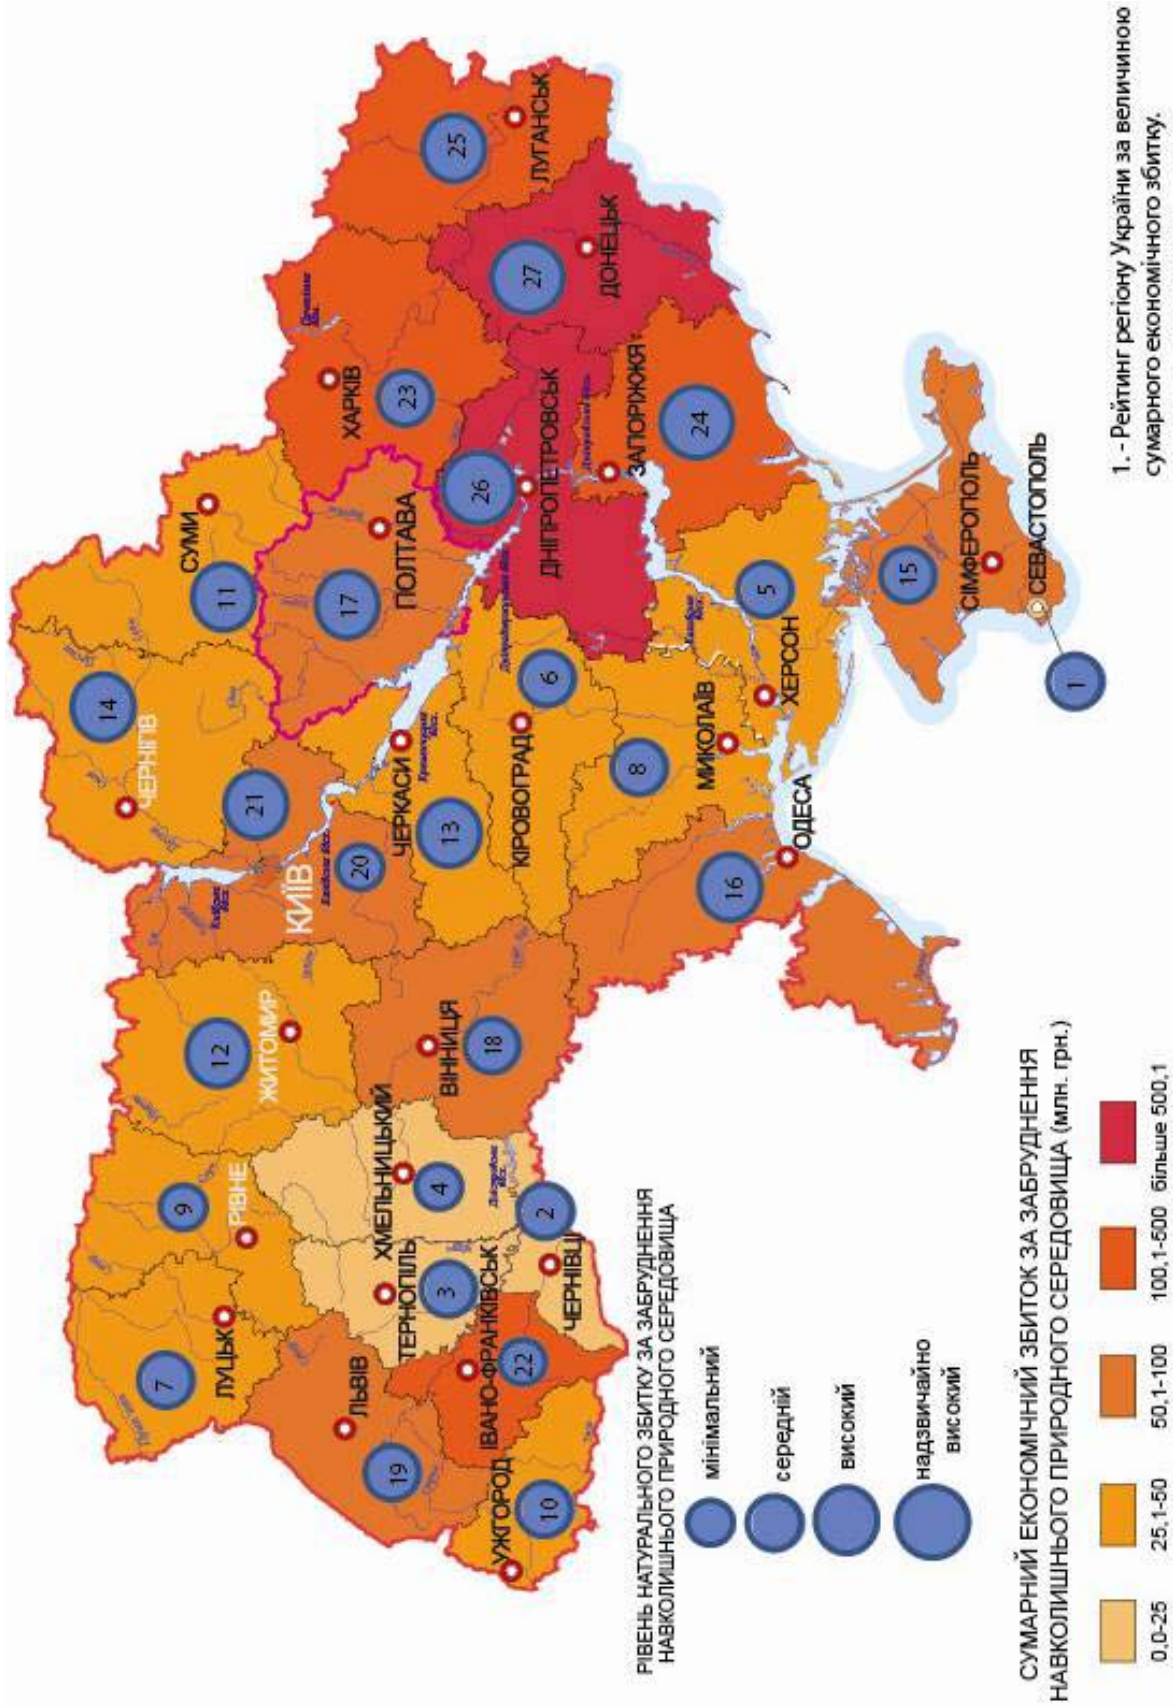 ЧЕРНІГІВ
14
СУМИ
11
ЛУЦЬК
7
РІВНЕ
9
ЖИТОМИР
12
КИЇВ
21
20
ПОЛТАВА
17
ХАРКІВ
23
ЛУГАНСЬК
25
ЛЬВІВ
19
ТЕРНОПІЛЬ
3
ХМЕЛЬНИЦЬКИЙ
4
ВІННИЦЯ
18
ЧЕРКАСИ
13
ДНІПРОПЕТРОВСЬК
26
ДОНЕЦЬК
27
УЖГОРОД
10
ІВАНО-ФРАНКІВСЬК
22
ЧЕРНІВЦІ
2
КІРОВОГРАД
6
ЗАПОРІЖЖЯ
24
МИКОЛАЇВ
8
ОДЕСА
16
ХЕРСОН
5
СІМФЕРОПОЛЬ
15
СЕВАСТОПОЛЬ
1
РІВЕНЬ НАТУРАЛЬНОГО ЗБИТКУ ЗА ЗАБРУДНЕННЯ
НАВКОЛИШНЬОГО ПРИРОДНОГО СЕРЕДОВИЩА
мінімальний
середній
високий
надзвичайно
високий
СУМАРНИЙ ЕКОНОМІЧНИЙ ЗБИТОК ЗА ЗАБРУДНЕННЯ
НАВКОЛИШНЬОГО ПРИРОДНОГО СЕРЕДОВИЩА (млн. грн.)
0,0-25
25,1-50
50,1-100
100,1-500
більше 500,1
1. - Рейтинг регіону України за величиною
сумарного економічного збитку.